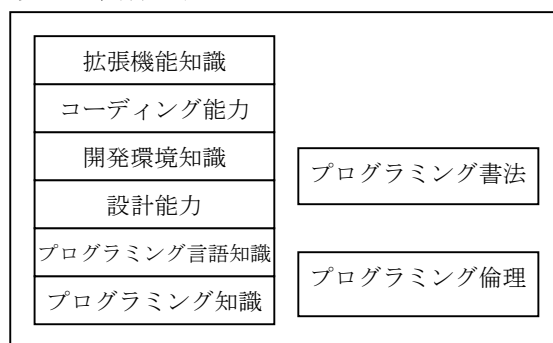 拡張機能知識
コーディング能力
開発環境知識
設計能力
プログラミング言語知識
プログラミング知識
プログラミング書法
プログラミング倫理